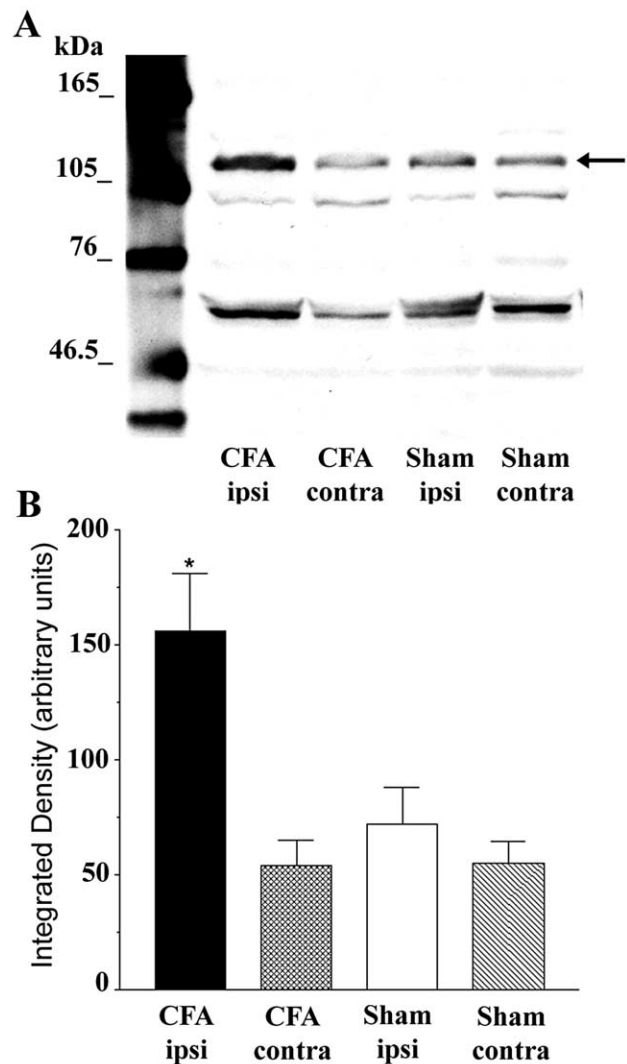 A
kDa
165_
105_
76_
46.5_
CFA CFA Sham Sham
ipsi contra ipsi contra
B
Integrated Density (arbitrary units)
200
150
100
50
0
*
CFA CFA Sham Sham
ipsi contra ipsi contra